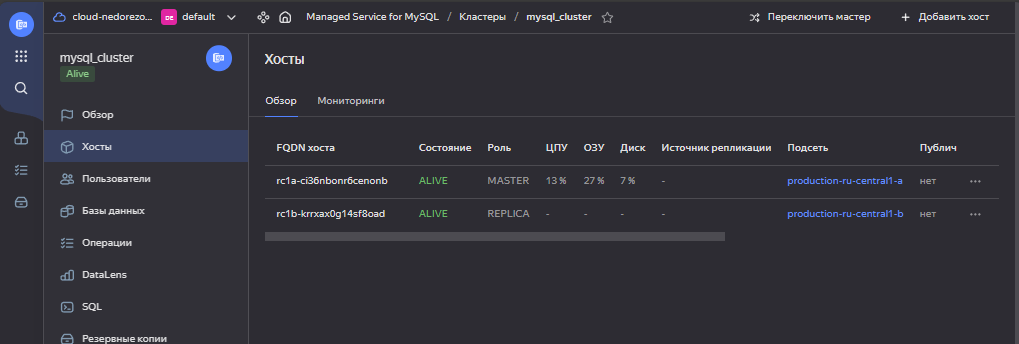 cloud-nedorezo... DE default Managed Service for MySQL / Кластеры / mysql_cluster Переключить мастер + Добавить хост
mysql_cluster
Alive
Обзор
Хосты
Пользователи
Базы данных
Операции
DataLens
SQL
Резервные копии
Хосты
Обзор Мониторинги
FQDN хоста Состояние Роль ЦПУ ОЗУ Диск Источник репликации Подсеть Публич
rc1a-ci36nbonr6cenonb ALIVE MASTER 13 % 27 % 7 % - production-ru-central1-a нет ...
rc1b-krrxax0g14sf8oad ALIVE REPLICA - - - - production-ru-central1-b нет ...